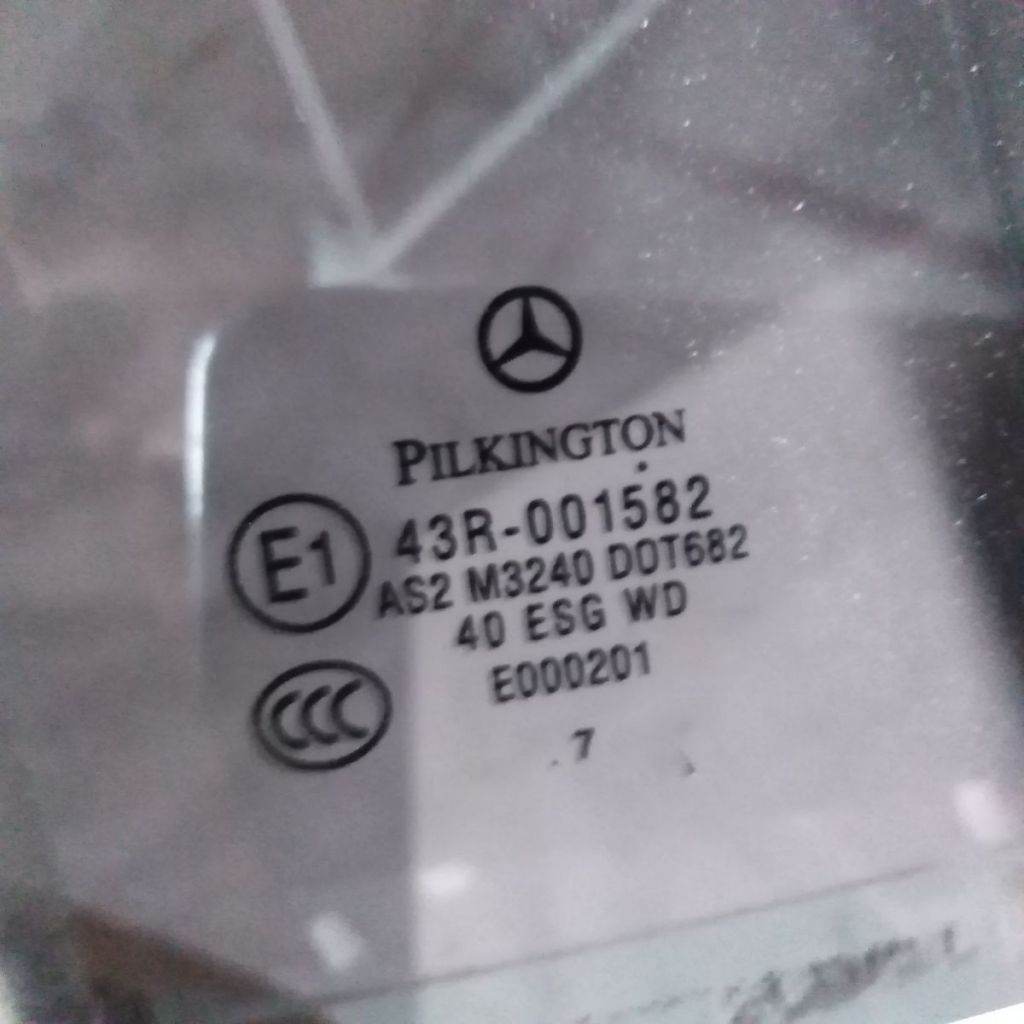 PILKINGTON
E1 43R-001582
AS2 M3240 DOT682
40 ESG WD
E000201
CCC
. 7